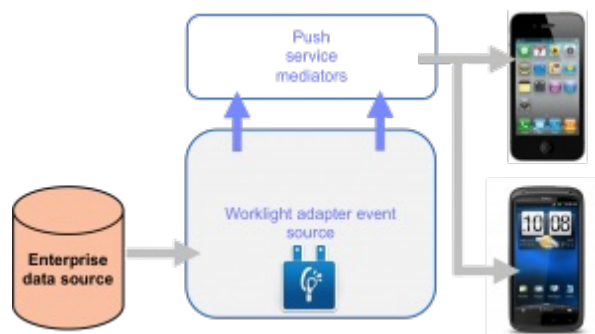 Push
service
mediators
Worklight adapter event
source
Enterprise
data source
10 08